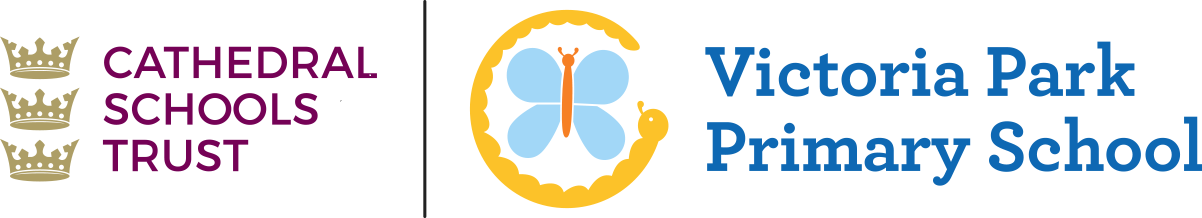 CATHEDRAL
SCHOOLS
TRUST
Victoria Park
Primary School